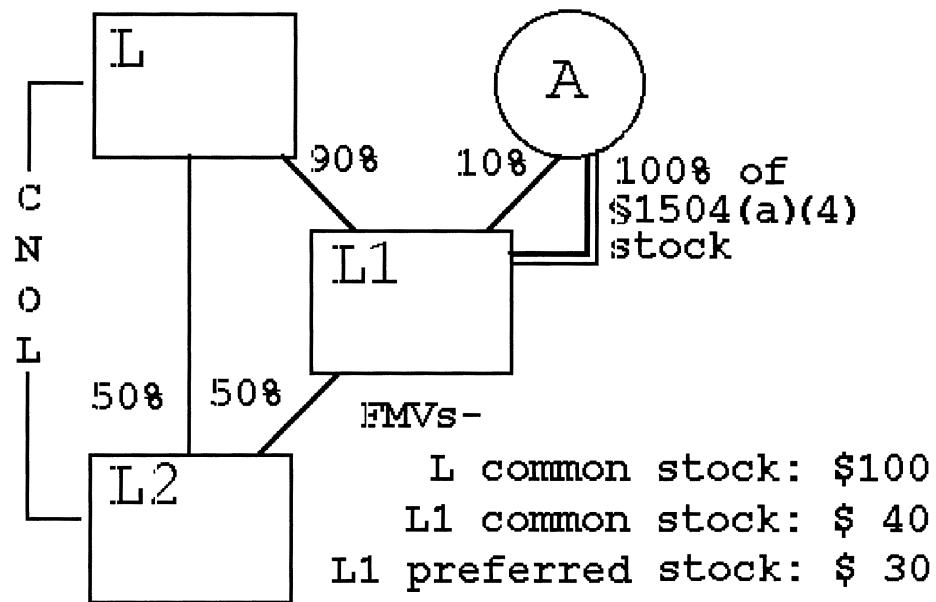 L
A
90%
10%
100% of
§1504(a)(4)
stock
C
N
O
L
L1
50%
50%
FMVs-
L2
L common stock: $100
L1 common stock: $ 40
L1 preferred stock: $ 30